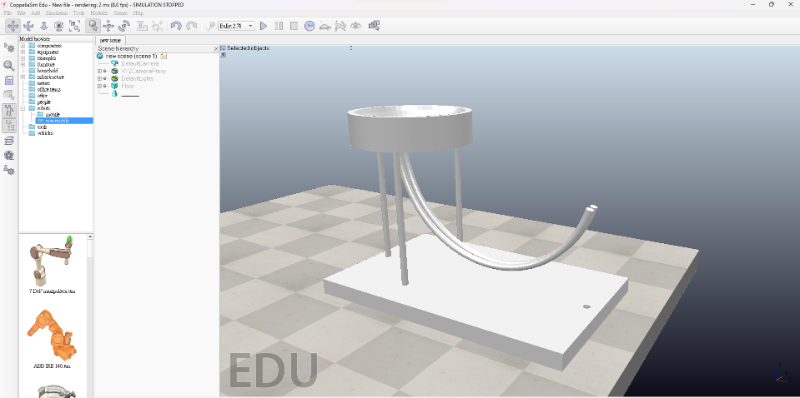 CoppeliaSim Edu - New file - rendering: 2 ms (8.0 fps) - SIMULATION STOPPED
File Edit Add Simulation Tools Modules Scenes Help
Bullet 2.78
new scene
Model browser
Scene hierarchy
Selected objects:
components
equipment
examples
furniture
household
infrastructure
nature
office items
other
people
robots
mobile
non-mobile
tools
vehicles
new scene (scene 1)
DefaultCamera
XYZCameraProxy
DefaultLights
Floor
7 DoF manipulator.ttm
ABB IRB 140.ttm
EDU